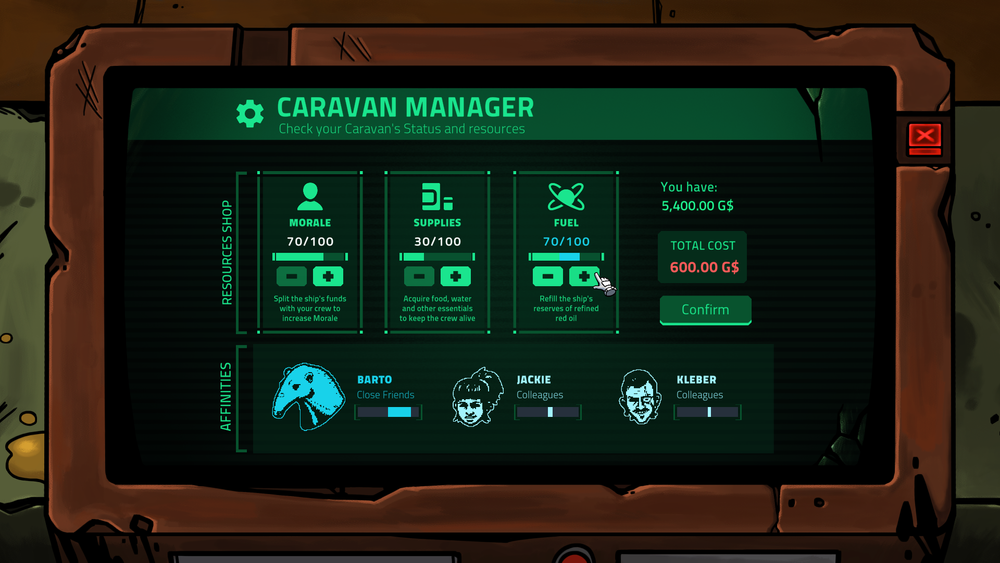 CARAVAN MANAGER
Check your Caravan's Status and resources
RESOURCES SHOP
MORALE
70/100
Split the ship's funds
with your crew to
increase Morale
SUPPLIES
30/100
Acquire food, water
and other essentials
to keep the crew alive
FUEL
70/100
Refill the ship's
reserves of refined
red oil
You have:
5,400.00 G$
TOTAL COST
600.00 G$
Confirm
AFFINITIES
BARTO
Close Friends
JACKIE
Colleagues
KLEBER
Colleagues